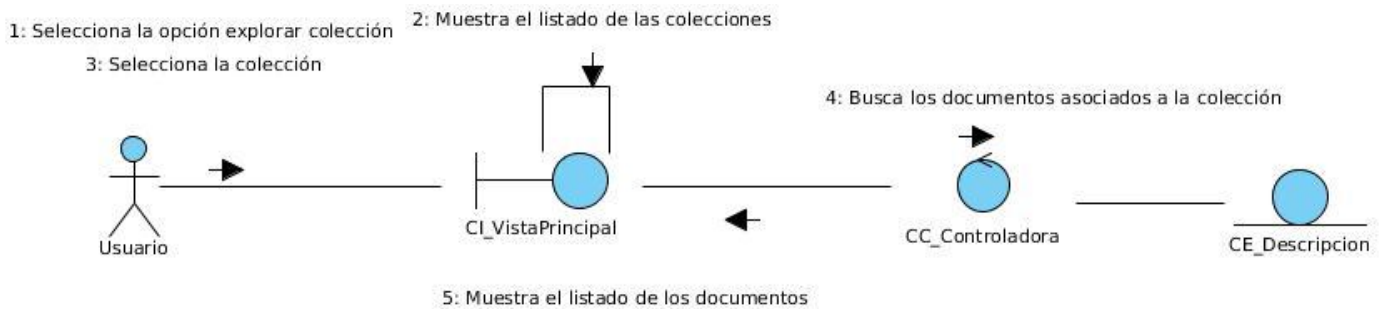 2: Muestra el listado de las colecciones
1: Selecciona la opción explorar colección
3: Selecciona la colección
4: Busca los documentos asociados a la colección
Usuario
CI_VistaPrincipal
CC_Controladora
CE_Descripcion
5: Muestra el listado de los documentos